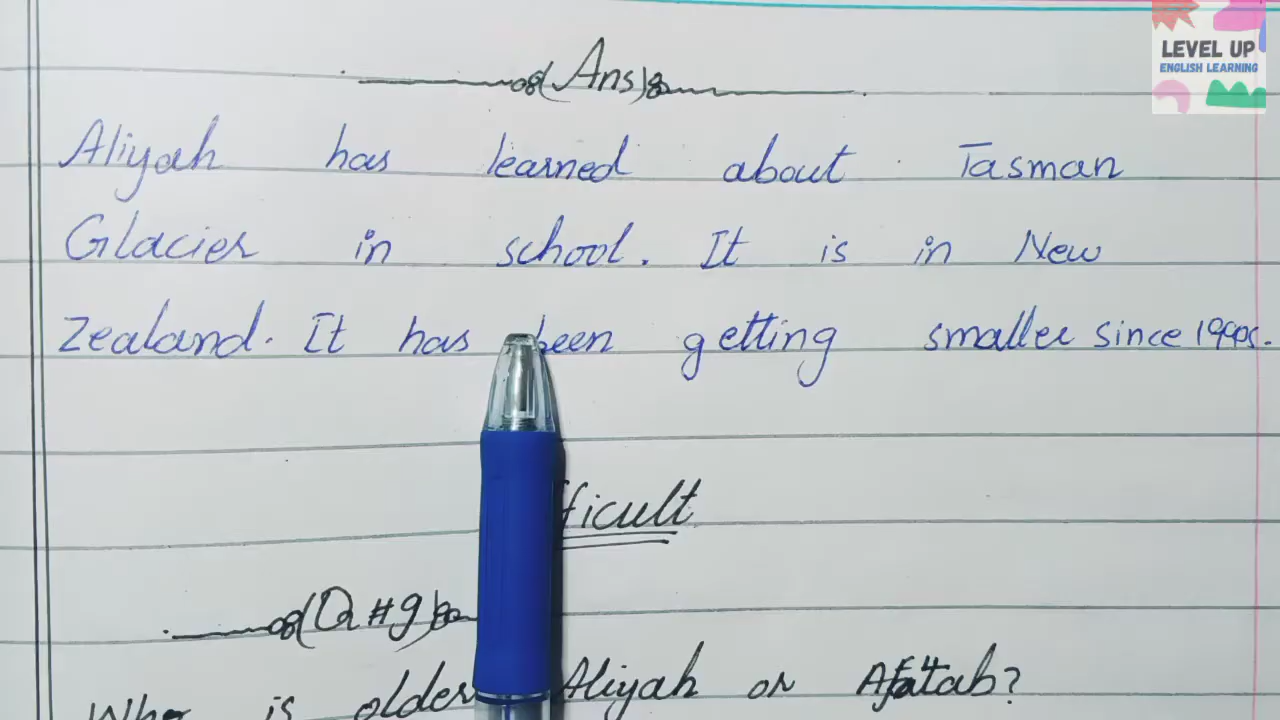 LEVEL UP
ENGLISH LEARNING
(Ans)
Aliyah has learned about Tasman
Glacier in school. It is in New
Zealand. It has been getting smaller since 1990s.
ficult
(Q #9)
Who is older Aliyah or Aftab?